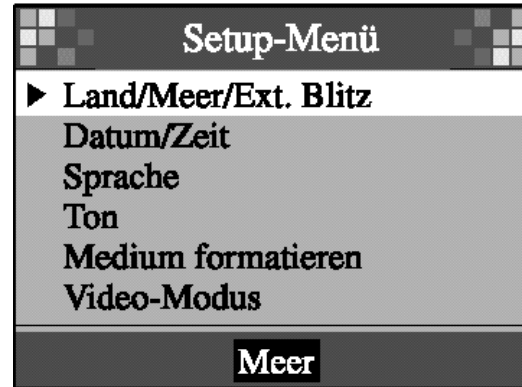 Setup-Menü
Land/Meer/Ext. Blitz
Datum/Zeit
Sprache
Ton
Medium formatieren
Video-Modus
Meer